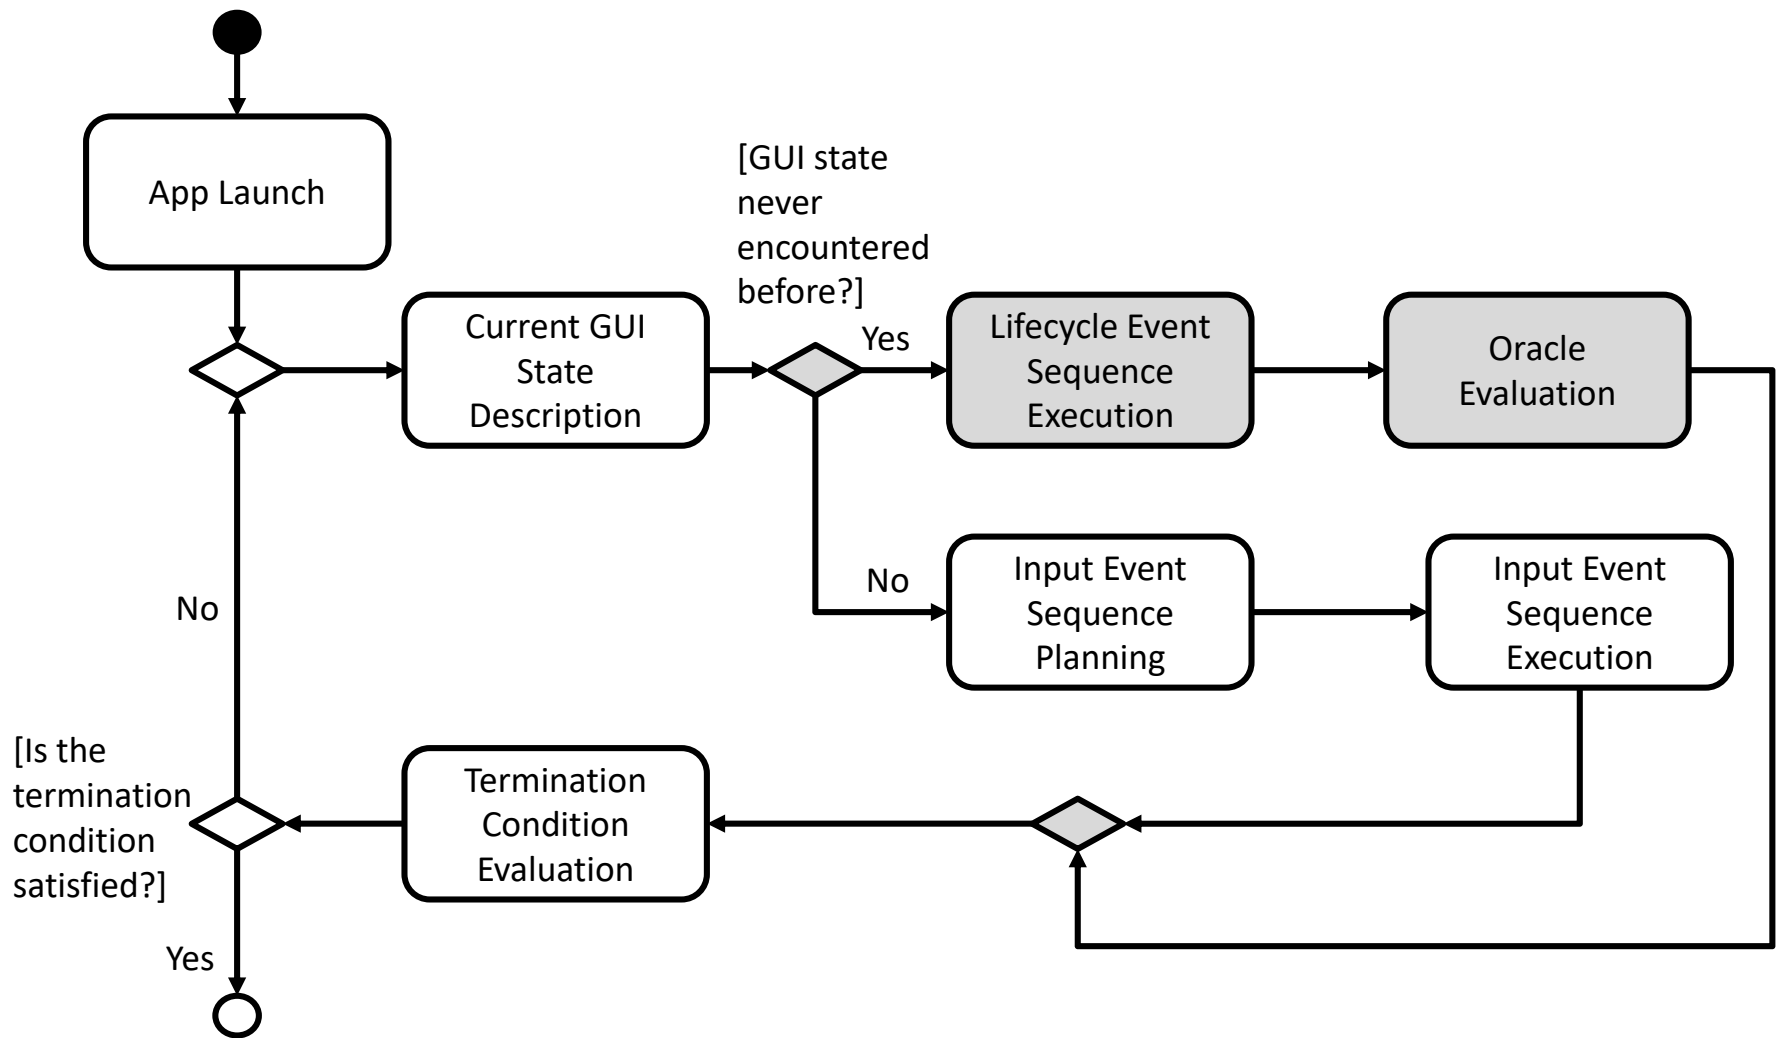 App Launch
[GUI state
never
encountered
before?]
Current GUI
State
Description
Yes
Lifecycle Event
Sequence
Execution
Oracle
Evaluation
No
Input Event
Sequence
Planning
Input Event
Sequence
Execution
No
[Is the
termination
condition
satisfied?]
Termination
Condition
Evaluation
Yes